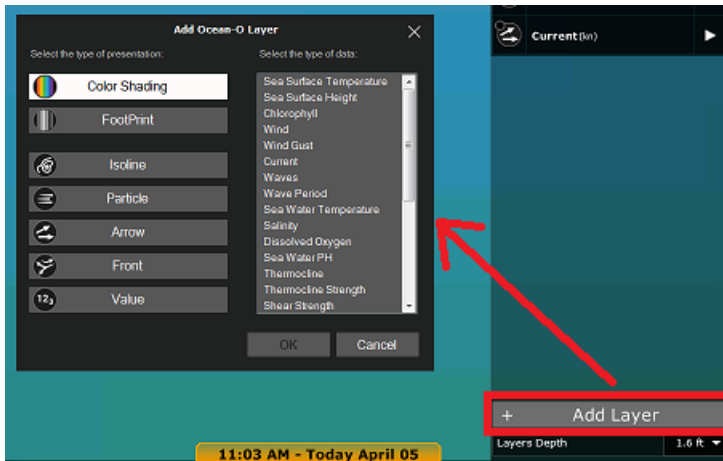 Add Ocean-O Layer
Select the type of presentation:
Select the type of data:
Color Shading
FootPrint
Isoline
Particle
Arrow
Front
123
Value
Sea Surface Temperature
Sea Surface Height
Chlorophyll
Wind
Wind Gust
Current
Waves
Wave Period
Sea Water Temperature
Salinity
Dissolved Oxygen
Sea Water PH
Thermocline
Thermocline Strength
Shear Strength
OK
Cancel
Current(kn)
+ Add Layer
Layers Depth
1.6 ft
11:03 AM - Today April 05